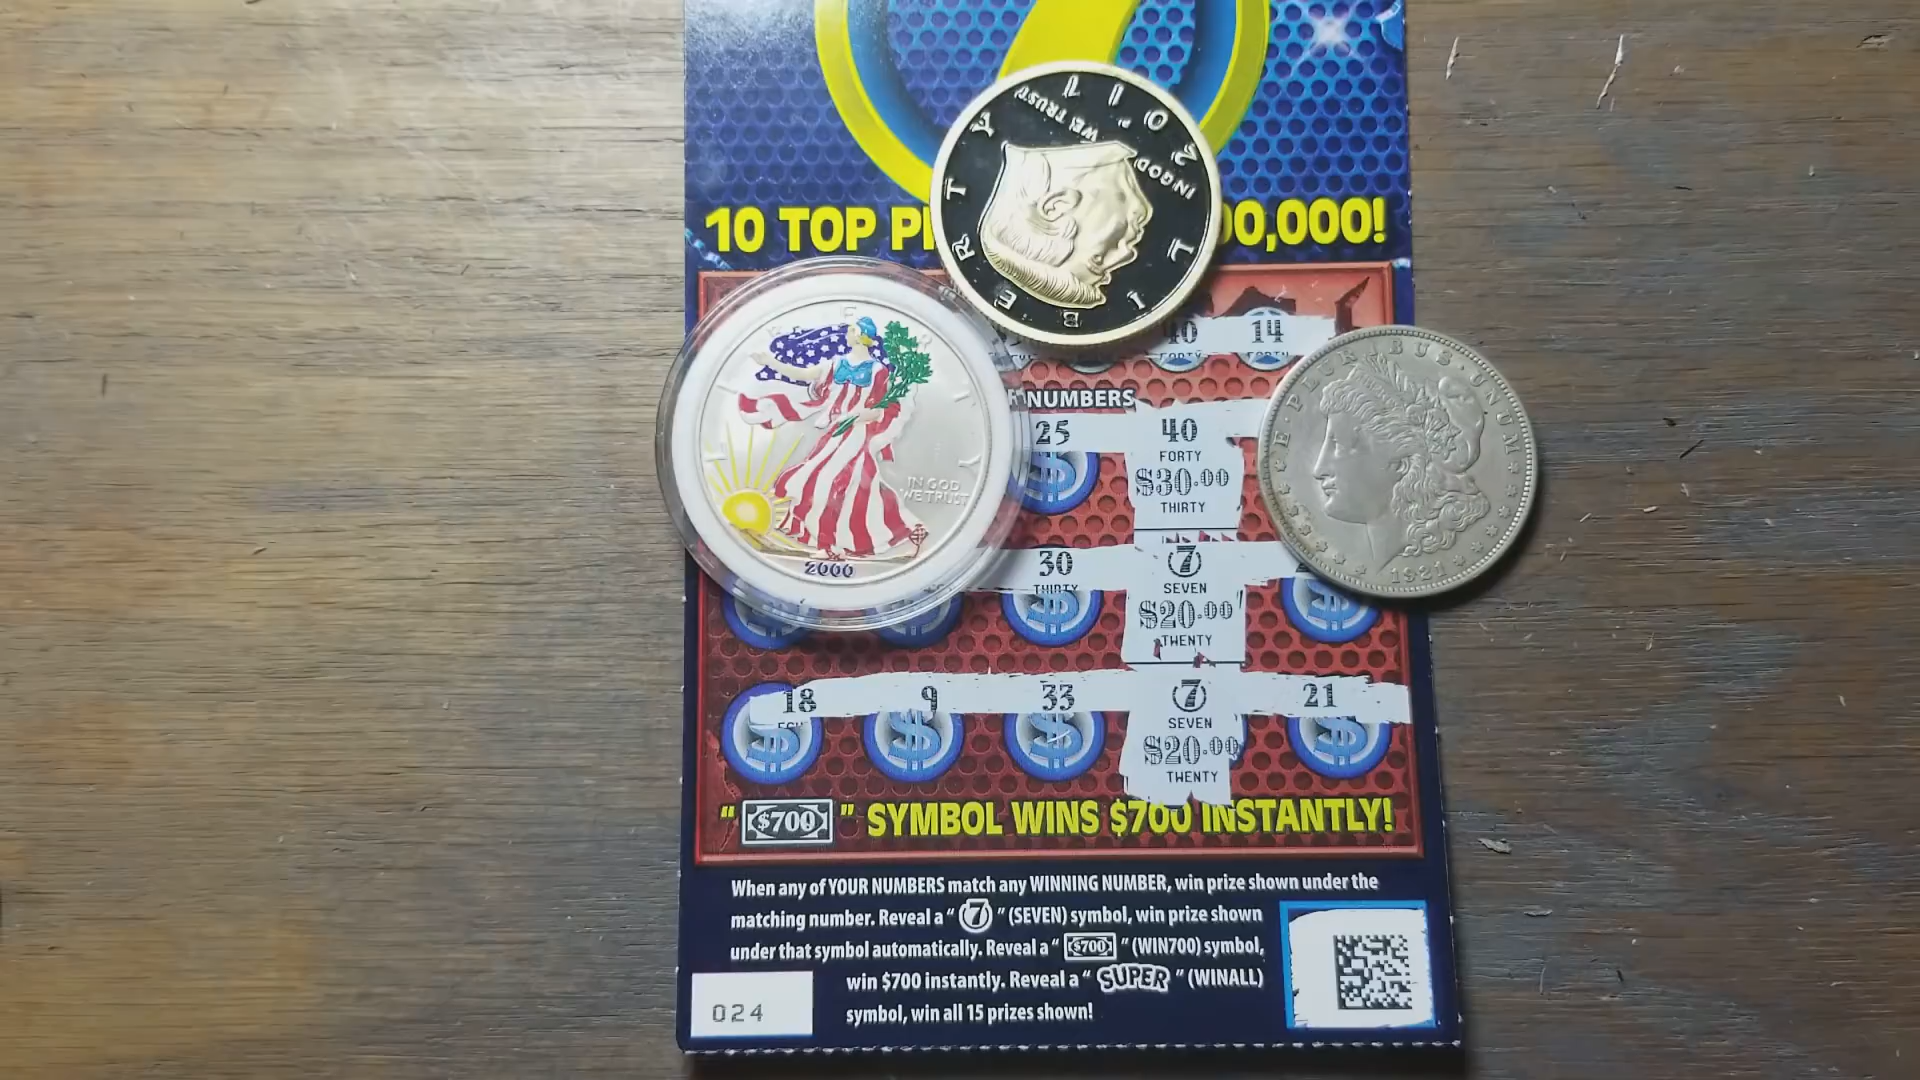 10 TOP
00,000!
LIBERTY
IN GOD WE TRUST
2017
40 14
NUMBERS
IN GOD
WE TRUST
2000
E·PLURIBUS·UNUM
1921
25 40
FORTY
$30.00
THIRTY
30 7
THIRTY SEVEN
$20.00
TWENTY
18 9 33 7 21
SEVEN
$20.00
TWENTY
"$700" SYMBOL WINS $700 INSTANTLY!
When any of YOUR NUMBERS match any WINNING NUMBER, win prize shown under the
matching number. Reveal a "7" (SEVEN) symbol, win prize shown
under that symbol automatically. Reveal a "$700" (WIN700) symbol,
win $700 instantly. Reveal a "SUPER" (WINALL)
symbol, win all 15 prizes shown!
024